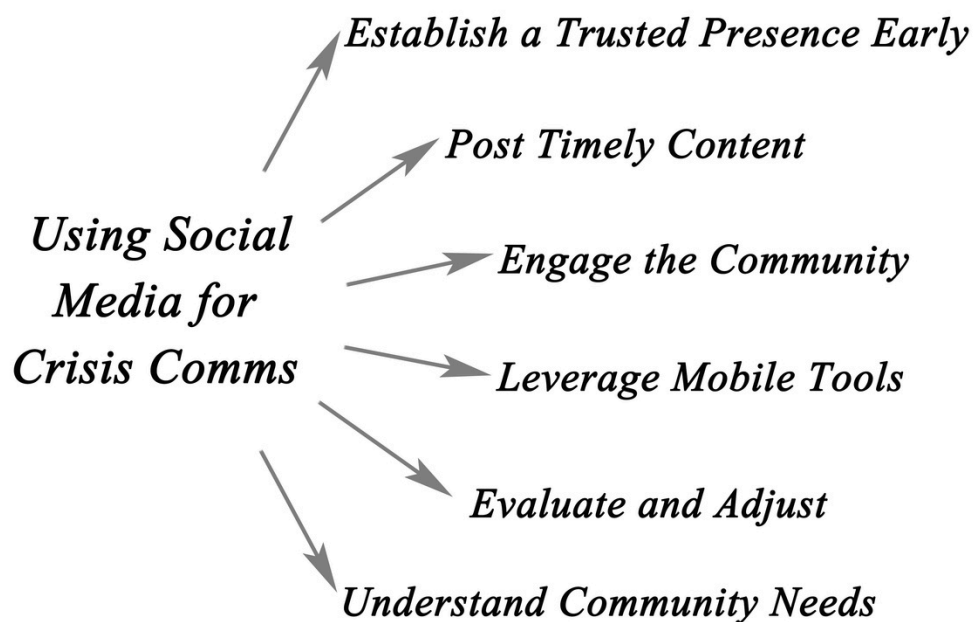 Establish a Trusted Presence Early
Post Timely Content
Using Social
Media for
Crisis Comms
Engage the Community
Leverage Mobile Tools
Evaluate and Adjust
Understand Community Needs